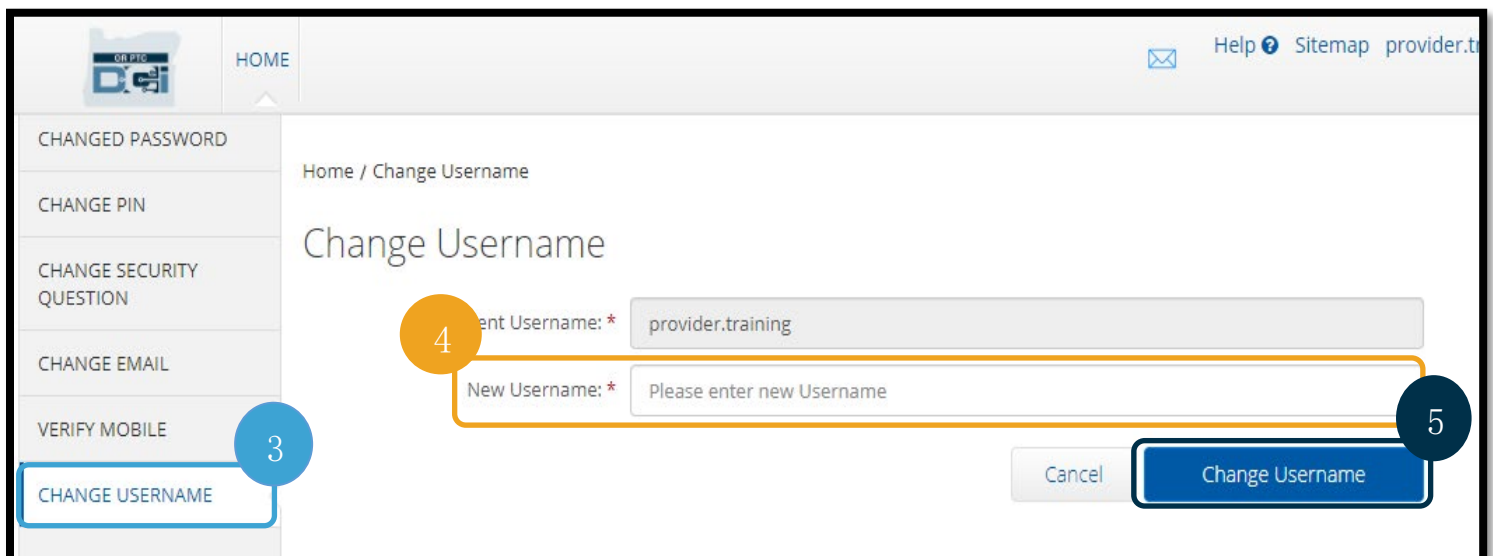 OR PTC
DCi
HOME
Help ? Sitemap provider.tr
CHANGED PASSWORD
CHANGE PIN
CHANGE SECURITY
QUESTION
CHANGE EMAIL
VERIFY MOBILE
3
CHANGE USERNAME
Home / Change Username
Change Username
4
ent Username: * provider.training
New Username: * Please enter new Username
5
Cancel Change Username